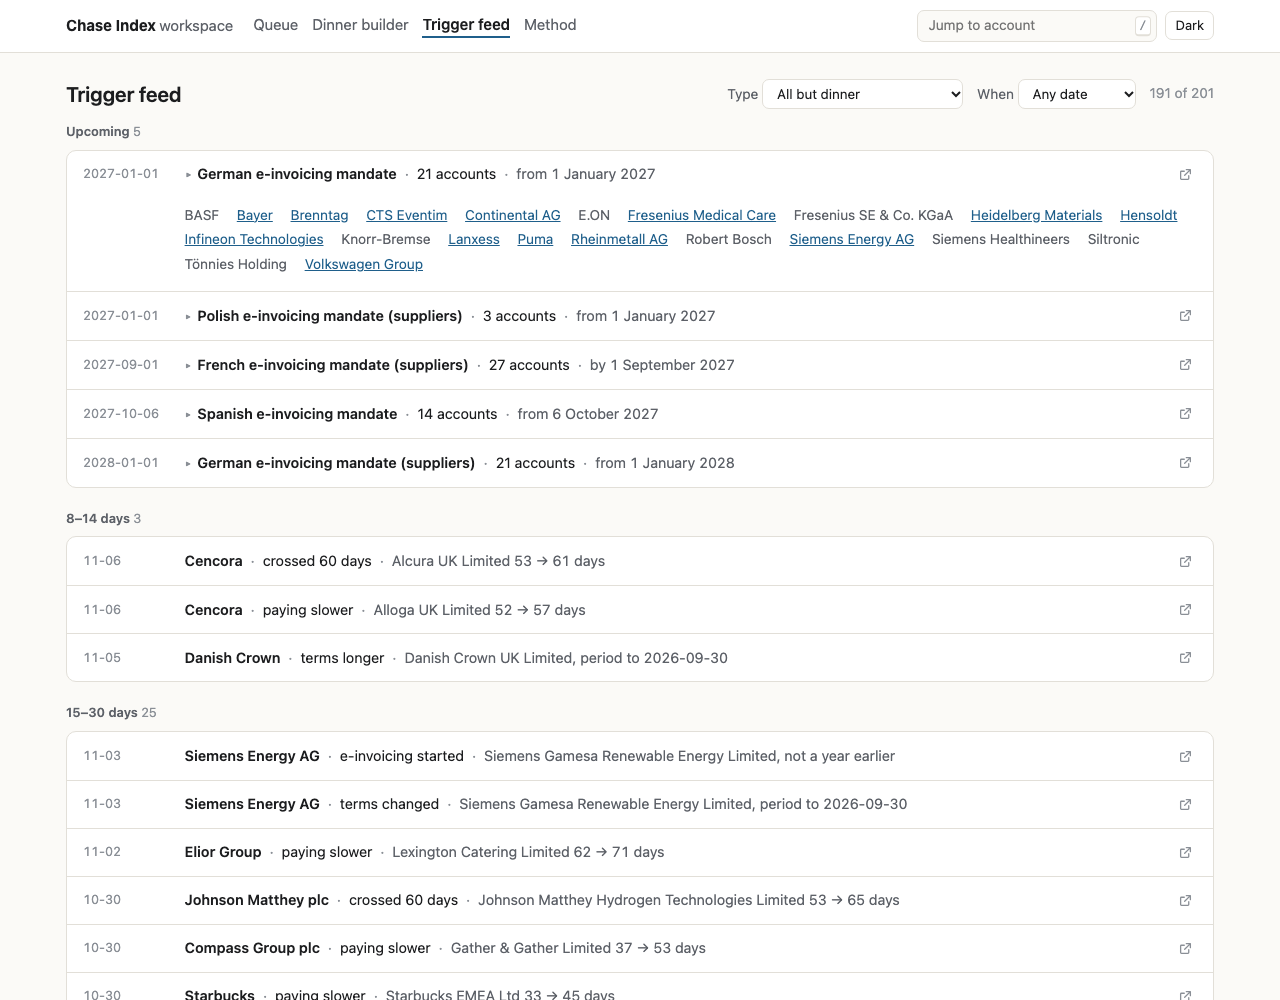 Chase Index workspace Queue Dinner builder Trigger feed Method Jump to account / Dark
Trigger feed Type All but dinner When Any date 191 of 201
Upcoming 5
2027-01-01 ▸ German e-invoicing mandate · 21 accounts · from 1 January 2027
BASF Bayer Brenntag CTS Eventim Continental AG E.ON Fresenius Medical Care Fresenius SE & Co. KGaA Heidelberg Materials Hensoldt
Infineon Technologies Knorr-Bremse Lanxess Puma Rheinmetall AG Robert Bosch Siemens Energy AG Siemens Healthineers Siltronic
Tönnies Holding Volkswagen Group
2027-01-01 ▸ Polish e-invoicing mandate (suppliers) · 3 accounts · from 1 January 2027
2027-09-01 ▸ French e-invoicing mandate (suppliers) · 27 accounts · by 1 September 2027
2027-10-06 ▸ Spanish e-invoicing mandate · 14 accounts · from 6 October 2027
2028-01-01 ▸ German e-invoicing mandate (suppliers) · 21 accounts · from 1 January 2028
8–14 days 3
11-06 Cencora · crossed 60 days · Alcura UK Limited 53 → 61 days
11-06 Cencora · paying slower · Alloga UK Limited 52 → 57 days
11-05 Danish Crown · terms longer · Danish Crown UK Limited, period to 2026-09-30
15–30 days 25
11-03 Siemens Energy AG · e-invoicing started · Siemens Gamesa Renewable Energy Limited, not a year earlier
11-03 Siemens Energy AG · terms changed · Siemens Gamesa Renewable Energy Limited, period to 2026-09-30
11-02 Elior Group · paying slower · Lexington Catering Limited 62 → 71 days
10-30 Johnson Matthey plc · crossed 60 days · Johnson Matthey Hydrogen Technologies Limited 53 → 65 days
10-30 Compass Group plc · paying slower · Gather & Gather Limited 37 → 53 days
10-30 Starbucks · paying slower · Starbucks EMEA Ltd 33 → 45 days